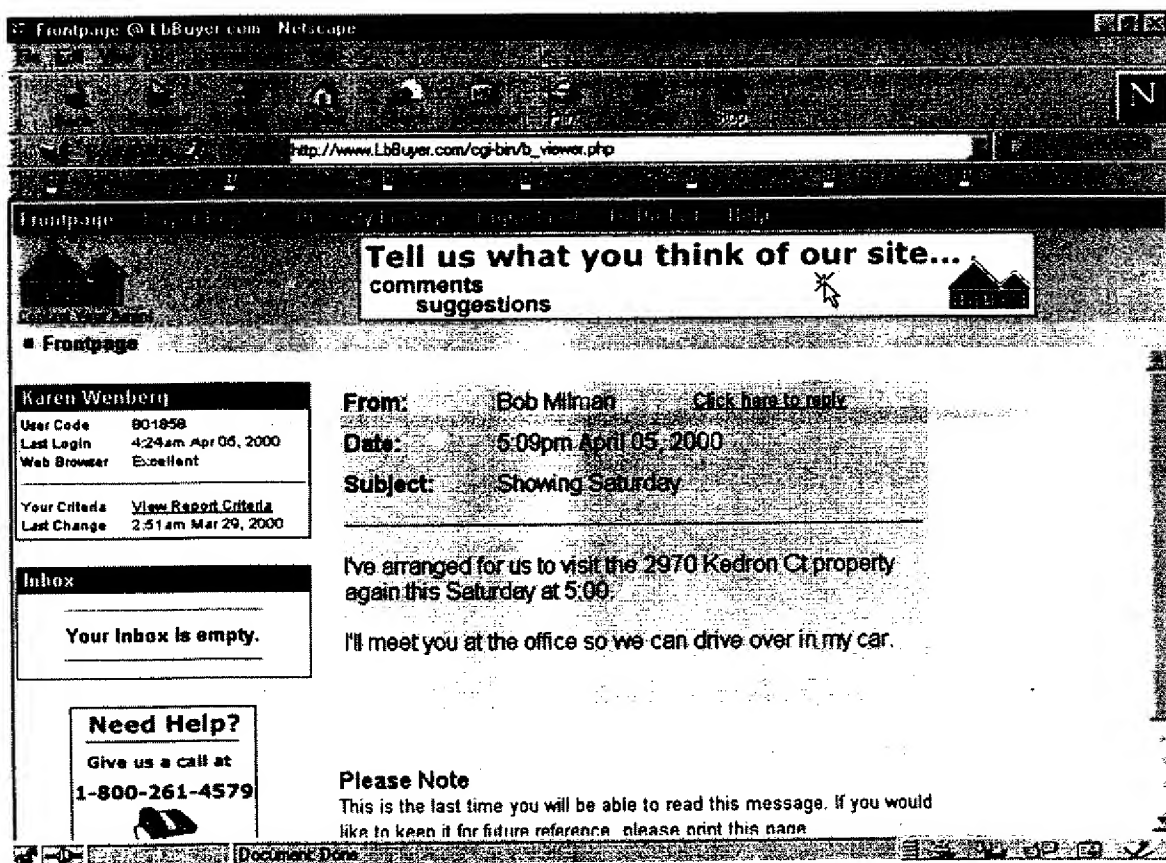 Frontpage @ LbBuyer.com - Netscape
N
Print Stop
http://www.LbBuyer.com/cgi-bin/b_viewer.php
Frontpage Help
Tell us what you think of our site...
comments
suggestions
Frontpage
Karen Wenberg
User Code 801858
Last Login 4:24am Apr 05, 2000
Web Browser Excellent
Your Criteria View Report Criteria
Last Change 2:51am Mar 29, 2000
Inbox
Your Inbox is empty.
Need Help?
Give us a call at
1-800-261-4579
From: Bob Milman Click here to reply
Date: 5:09pm April 05, 2000
Subject: Showing Saturday
I've arranged for us to visit the 2970 Kedron Ct property
again this Saturday at 5:00.
I'll meet you at the office so we can drive over in my car.
Please Note
This is the last time you will be able to read this message. If you would
like to keep it for future reference, please print this page
Document: Done